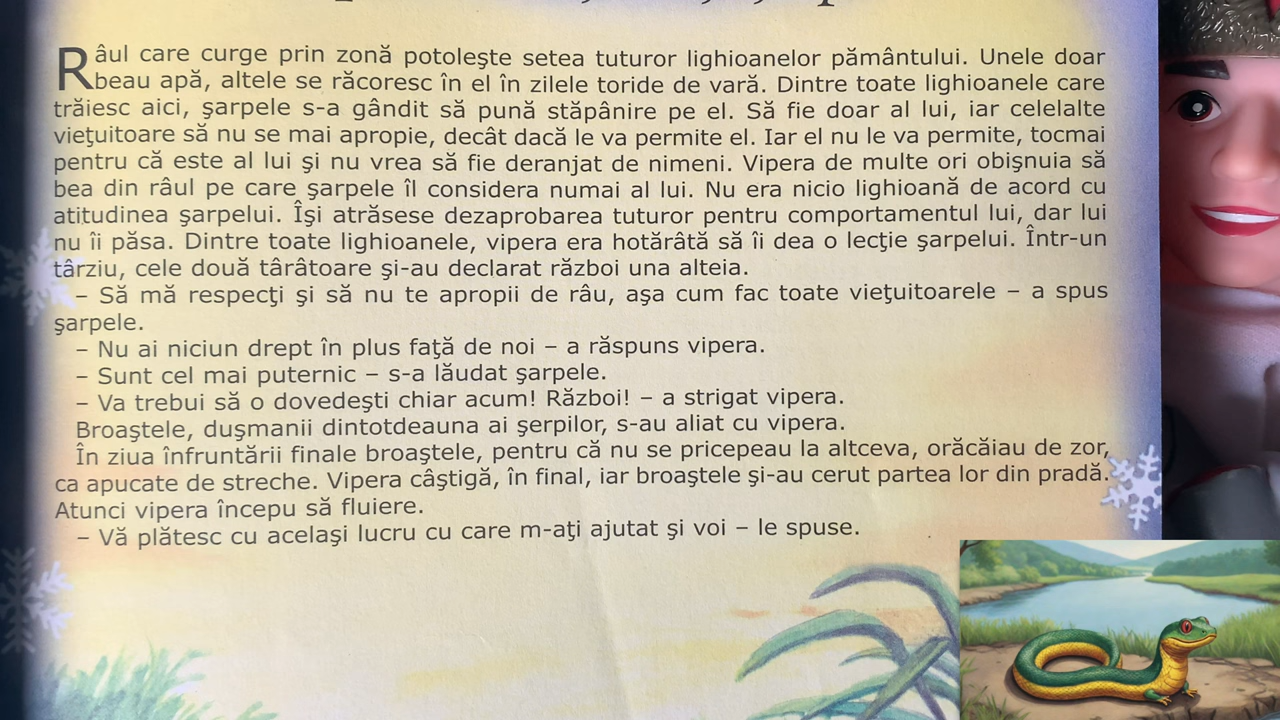 Râul care curge prin zonă potoleşte setea tuturor lighioanelor pământului. Unele doar
beau apă, altele se răcoresc în el în zilele toride de vară. Dintre toate lighioanele care
trăiesc aici, şarpele s-a gândit să pună stăpânire pe el. Să fie doar al lui, iar celelalte
vieţuitoare să nu se mai apropie, decât dacă le va permite el. Iar el nu le va permite, tocmai
pentru că este al lui şi nu vrea să fie deranjat de nimeni. Vipera de multe ori obişnuia să
bea din râul pe care şarpele îl considera numai al lui. Nu era nicio lighioană de acord cu
atitudinea şarpelui. Îşi atrăsese dezaprobarea tuturor pentru comportamentul lui, dar lui
nu îi păsa. Dintre toate lighioanele, vipera era hotărâtă să îi dea o lecţie şarpelui. Într-un
târziu, cele două târâtoare şi-au declarat război una alteia.
– Să mă respecţi şi să nu te apropii de râu, aşa cum fac toate vieţuitoarele – a spus
şarpele.
– Nu ai niciun drept în plus faţă de noi – a răspuns vipera.
– Sunt cel mai puternic – s-a lăudat şarpele.
– Va trebui să o dovedeşti chiar acum! Război! – a strigat vipera.
Broaştele, duşmanii dintotdeauna ai şerpilor, s-au aliat cu vipera.
În ziua înfruntării finale broaştele, pentru că nu se pricepeau la altceva, orăcăiau de zor,
ca apucate de streche. Vipera câştigă, în final, iar broaştele şi-au cerut partea lor din pradă.
Atunci vipera începu să fluiere.
– Vă plătesc cu acelaşi lucru cu care m-aţi ajutat şi voi – le spuse.